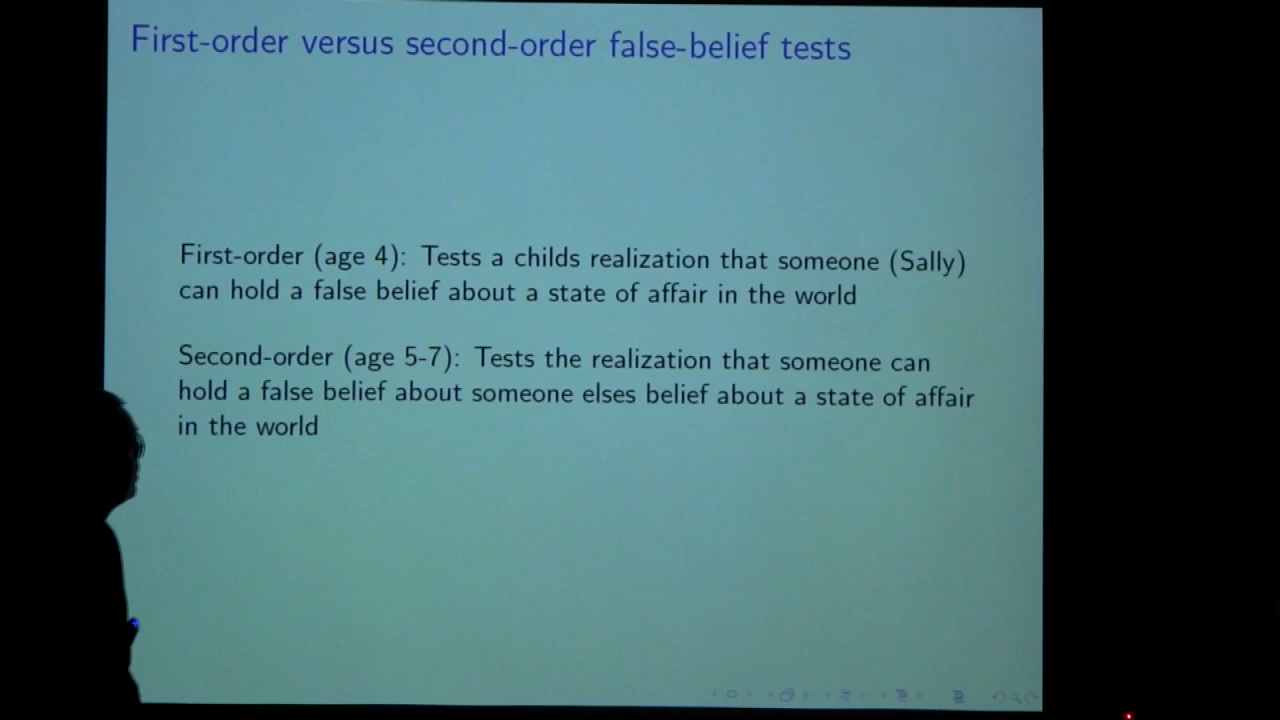 First-order versus second-order false-belief tests
First-order (age 4): Tests a childs realization that someone (Sally)
can hold a false belief about a state of affair in the world
Second-order (age 5-7): Tests the realization that someone can
hold a false belief about someone elses belief about a state of affair
in the world